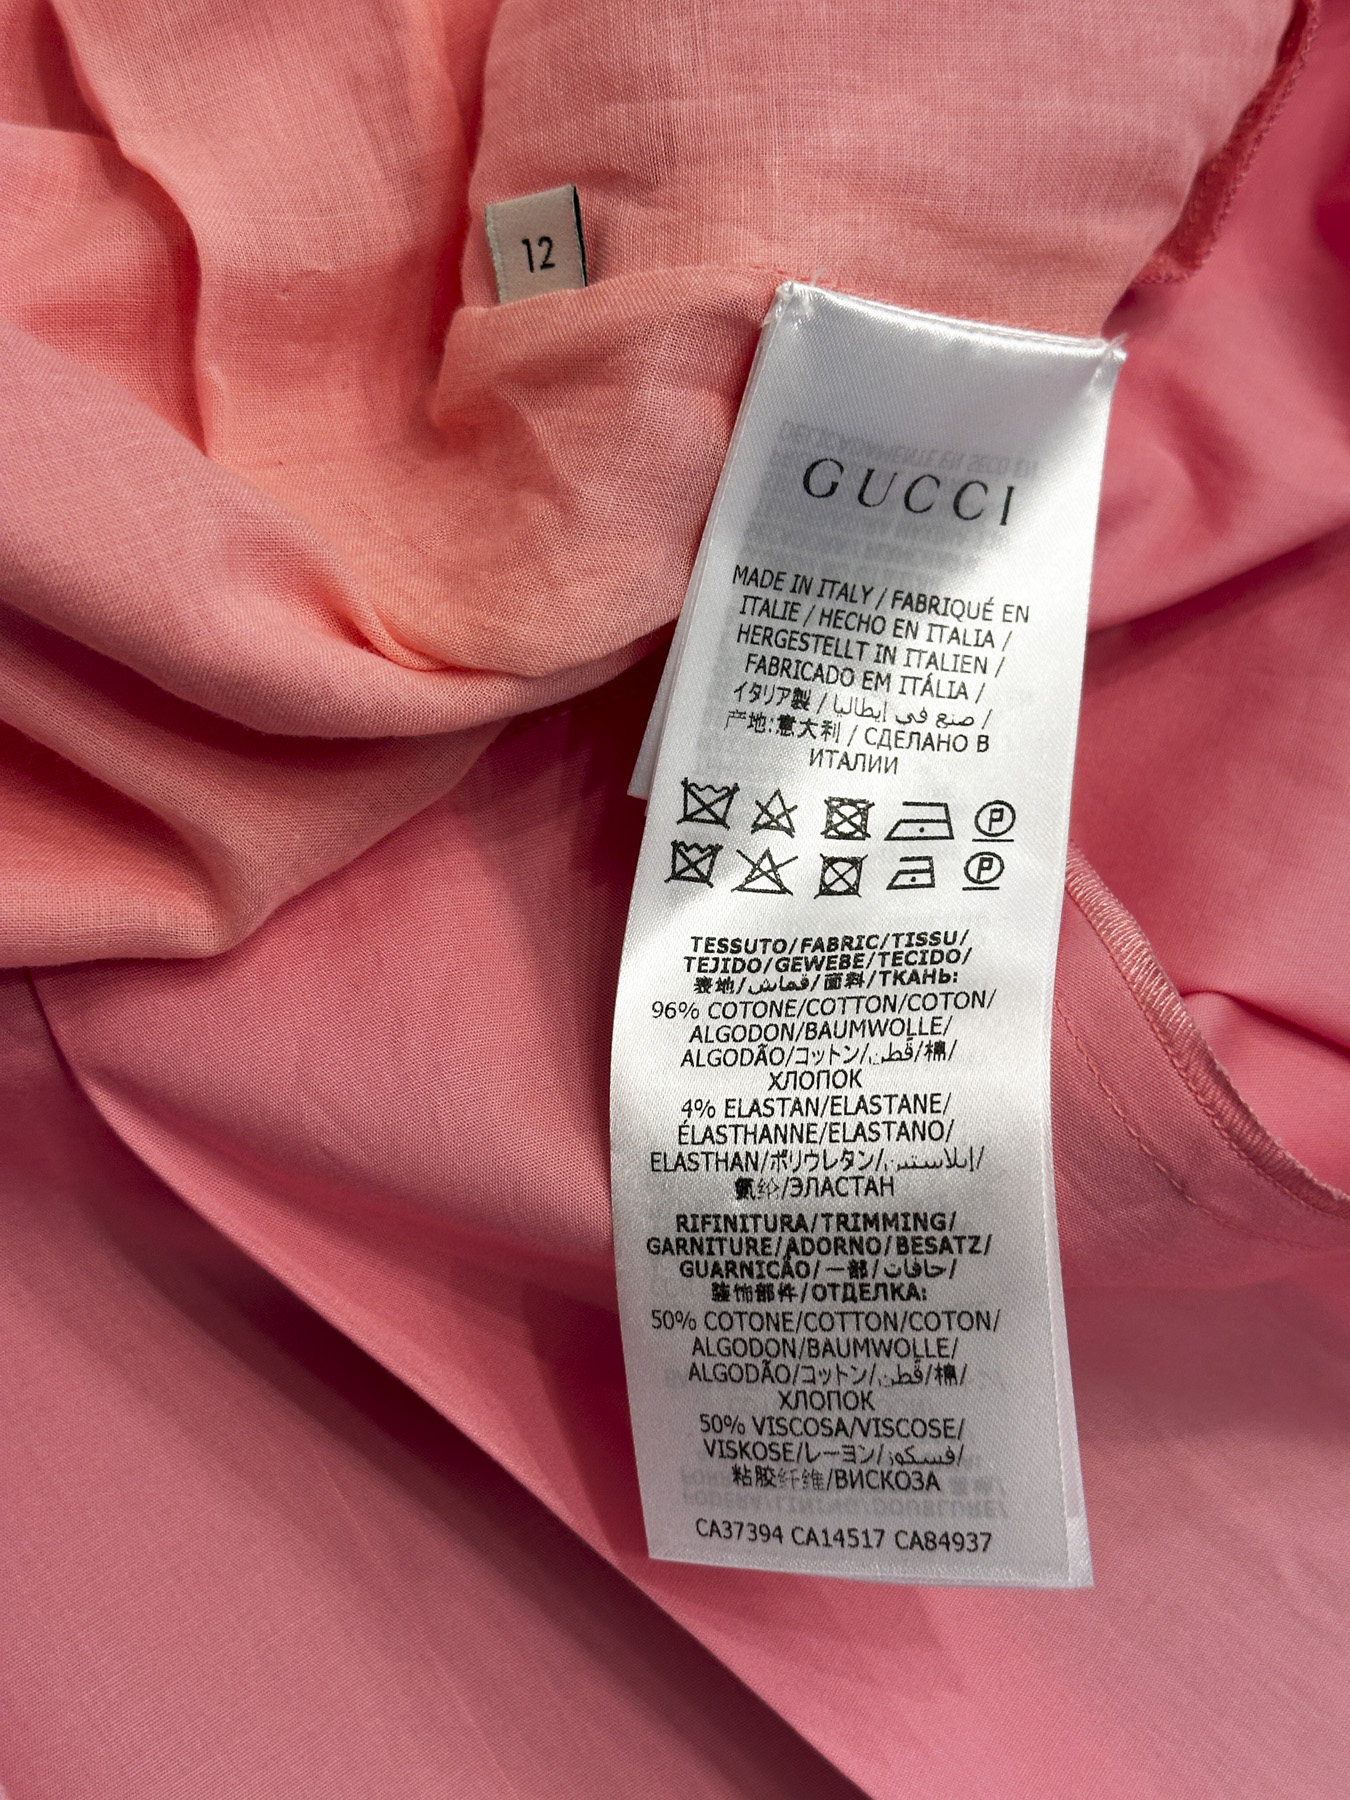 12
GUCCI
MADE IN ITALY / FABRIQUÉ EN
ITALIE / HECHO EN ITALIA /
HERGESTELLT IN ITALIEN /
FABRICADO EM ITÁLIA /
イタリア製 / صنع في إيطاليا /
产地:意大利 / СДЕЛАНО В
ИТАЛИИ
P
P
TESSUTO/FABRIC/TISSU/
TEJIDO/GEWEBE/TECIDO/
表地/قماش/面料/ТКАНЬ:
96% COTONE/COTTON/COTON/
ALGODON/BAUMWOLLE/
ALGODÃO/コットン/قطن/棉/
ХЛОПОК
4% ELASTAN/ELASTANE/
ÉLASTHANNE/ELASTANO/
ELASTHAN/ポリウレタン/إيلاستين/
氨纶/ЭЛАСТАН
RIFINITURA/TRIMMING/
GARNITURE/ADORNO/BESATZ/
GUARNICÃO/一部/حافات/
装饰部件/ОТДЕЛКА:
50% COTONE/COTTON/COTON/
ALGODON/BAUMWOLLE/
ALGODÃO/コットン/قطن/棉/
ХЛОПОК
50% VISCOSA/VISCOSE/
VISKOSE/レーヨン/فسكوز/
粘胶纤维/ВИСКОЗА
CA37394 CA14517 CA84937